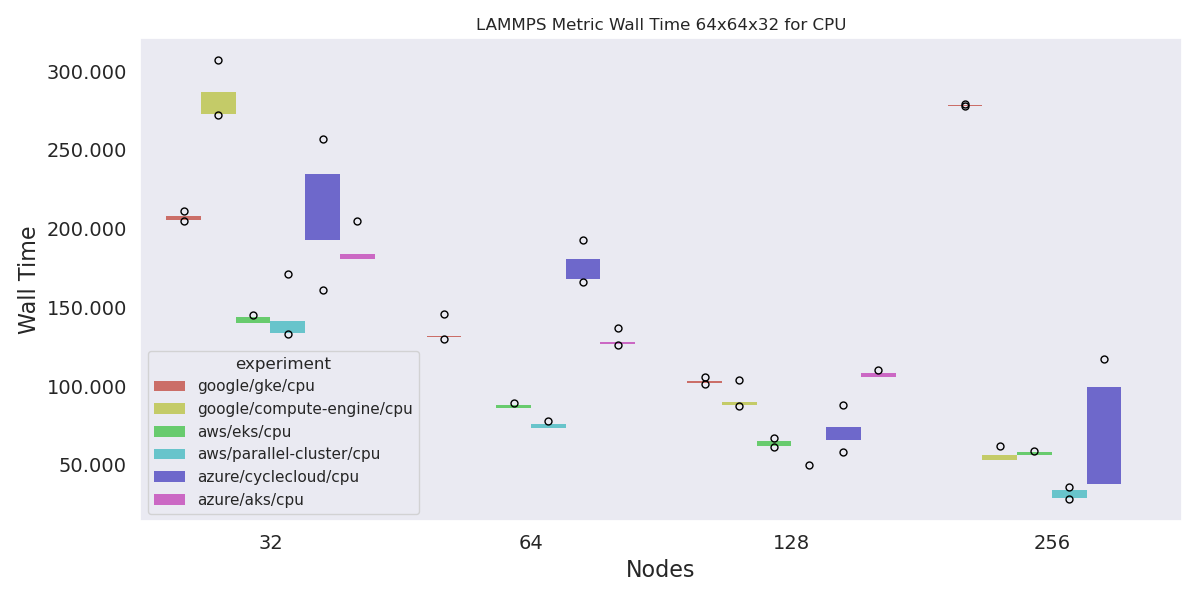 LAMMPS Metric Wall Time 64x64x32 for CPU
300.000
250.000
200.000
150.000
100.000
50.000
Wall Time
experiment
google/gke/cpu
google/compute-engine/cpu
aws/eks/cpu
aws/parallel-cluster/cpu
azure/cyclecloud/cpu
azure/aks/cpu
32
64
128
256
Nodes